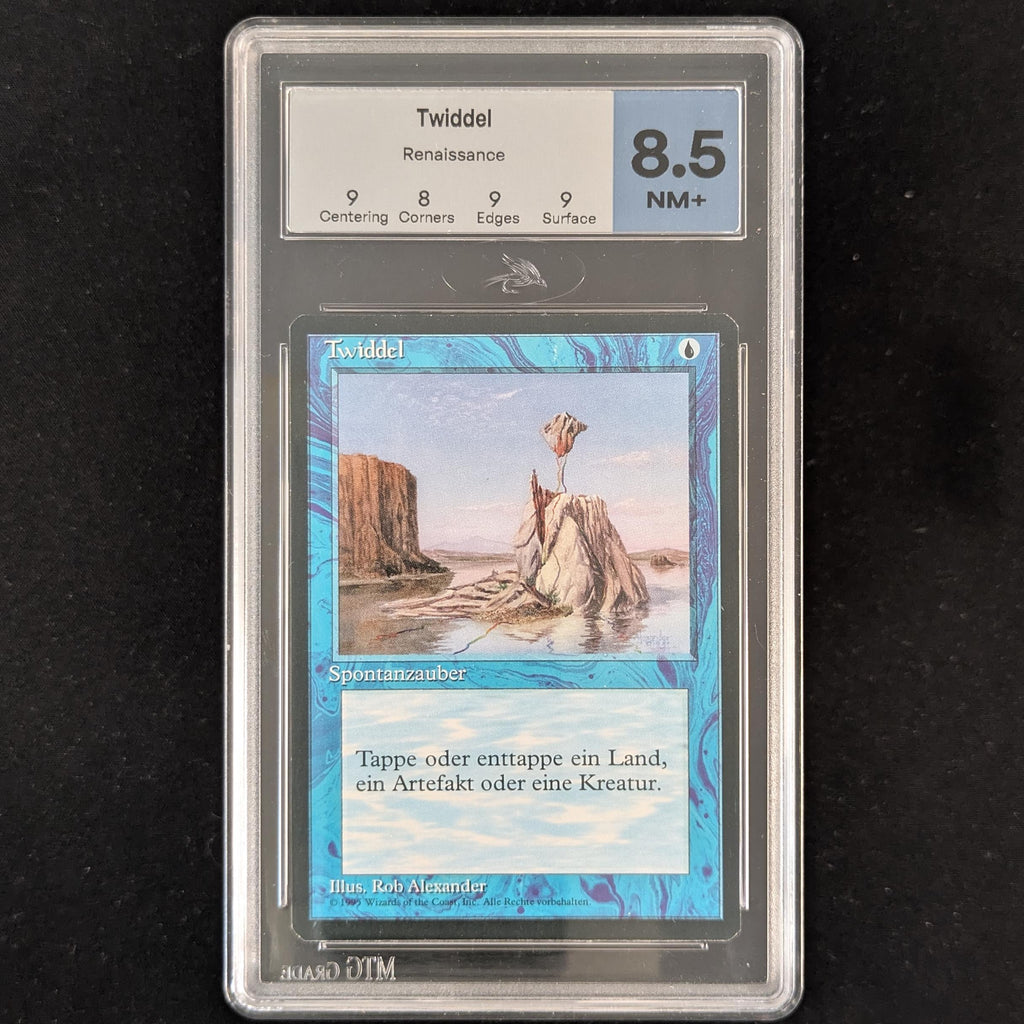 Twiddel
Renaissance
8.5
NM+
9 8 9 9
Centering Corners Edges Surface
Twiddel
Spontanzauber
Tappe oder enttappe ein Land,
ein Artefakt oder eine Kreatur.
Illus. Rob Alexander
© 1995 Wizards of the Coast, Inc. Alle Rechte vorbehalten.
MTG GRADE